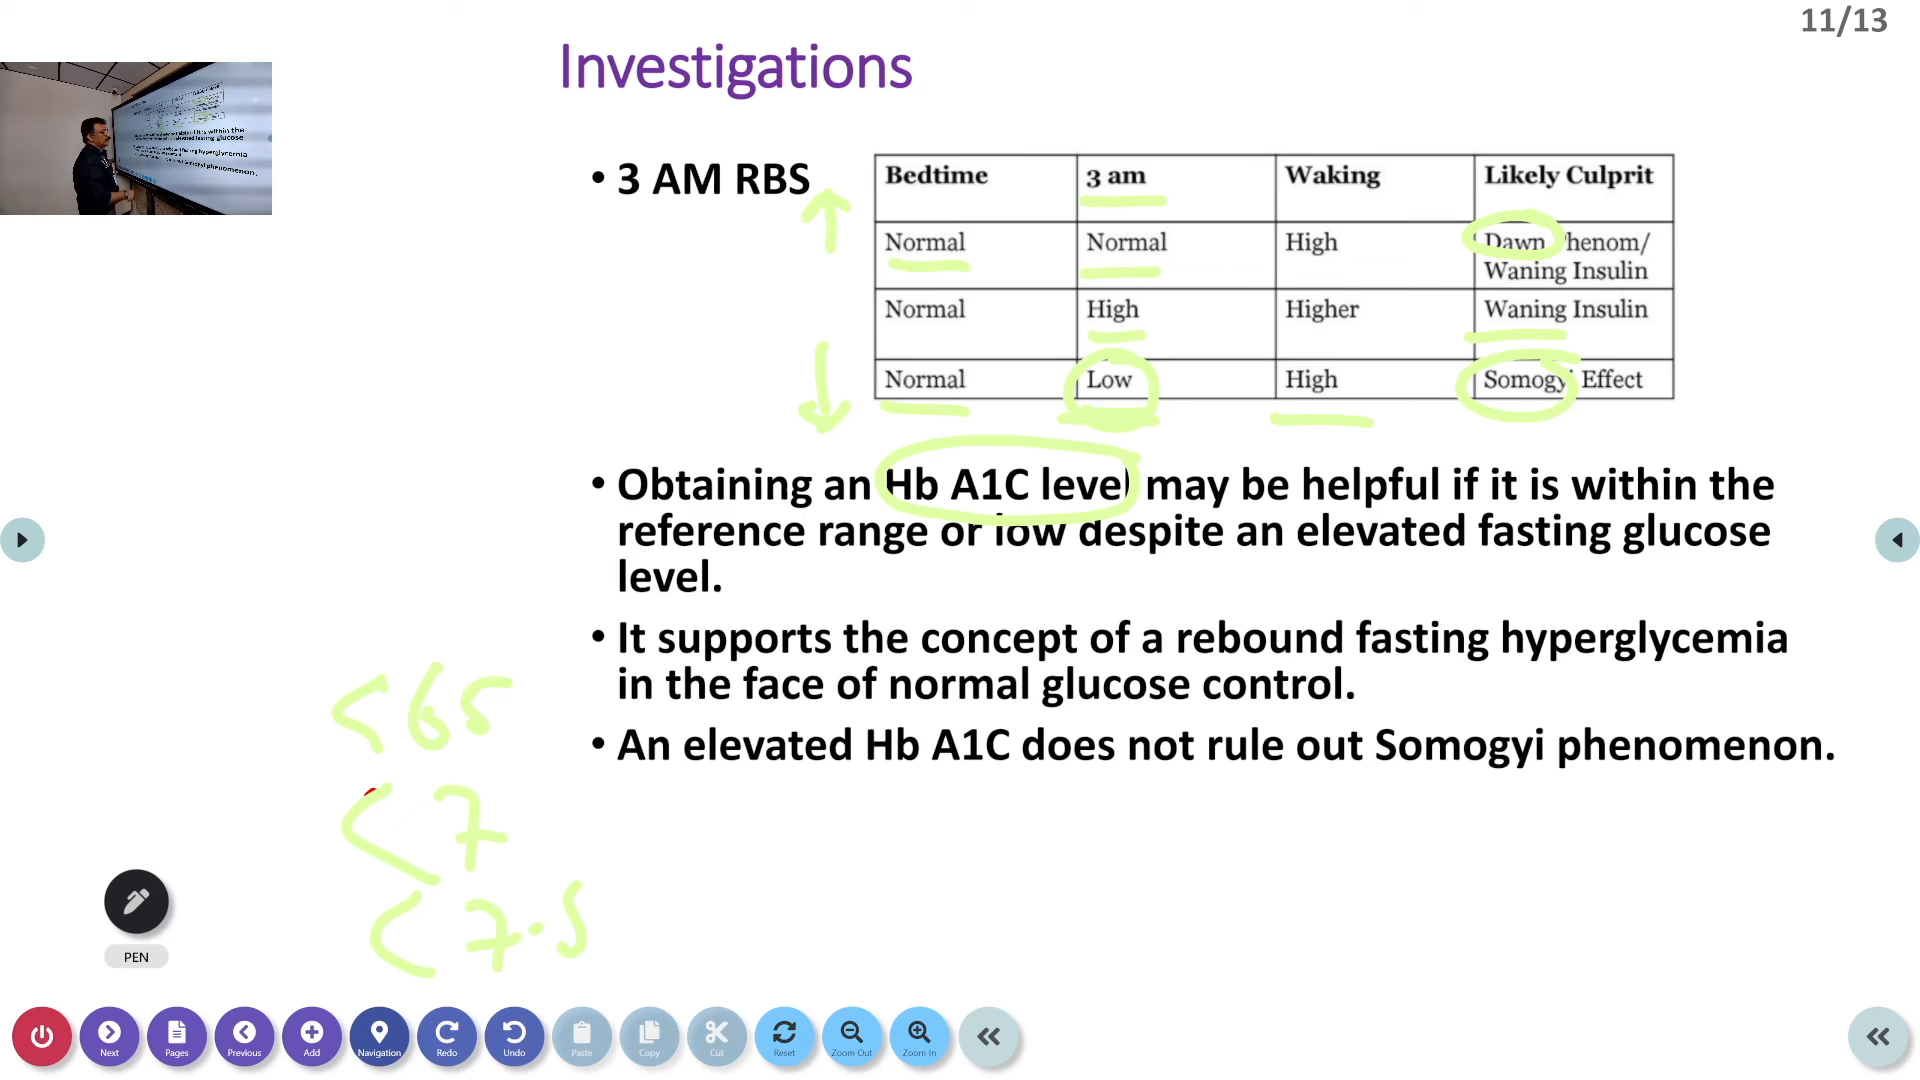 11/13
Investigations
• 3 AM RBS
Bedtime 3 am Waking Likely Culprit
Normal Normal High Dawn Phenom/
Waning Insulin
Normal High Higher Waning Insulin
Normal Low High Somogyi Effect
• Obtaining an Hb A1C level may be helpful if it is within the
reference range or low despite an elevated fasting glucose
level.
• It supports the concept of a rebound fasting hyperglycemia
in the face of normal glucose control.
• An elevated Hb A1C does not rule out Somogyi phenomenon.
<65
<7
<7.5
PEN
Next Pages Previous Add Navigation Redo Undo Paste Copy Cut Reset Zoom Out Zoom In